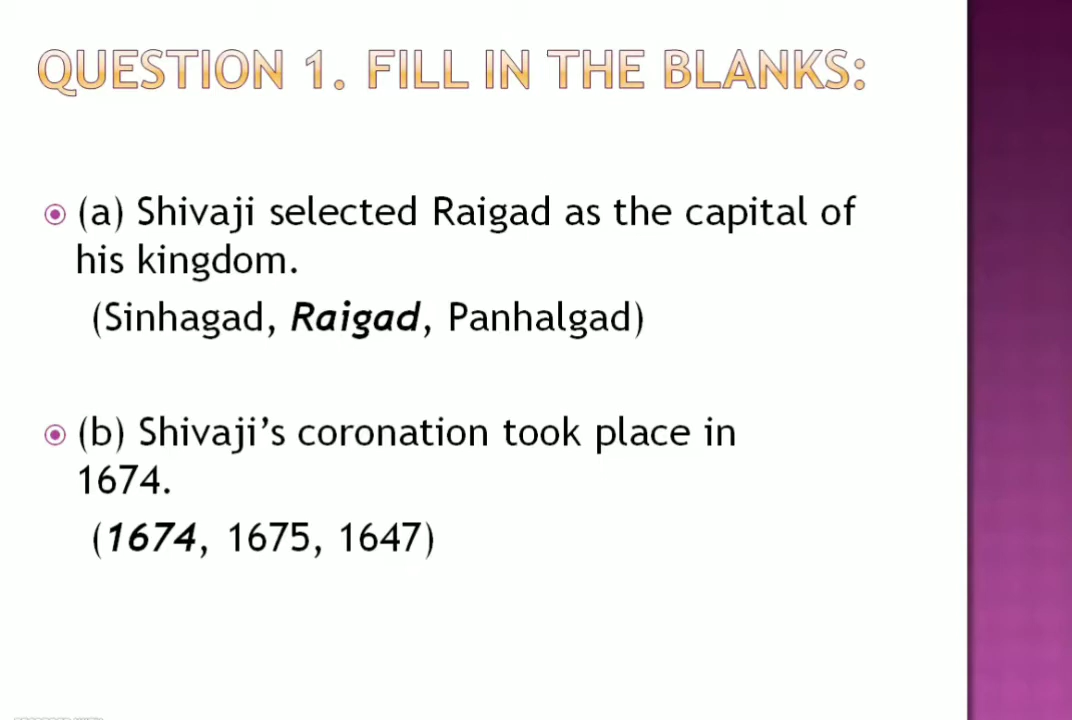 QUESTION 1. FILL IN THE BLANKS:
(a) Shivaji selected Raigad as the capital of
his kingdom.
(Sinhagad, Raigad, Panhalgad)
(b) Shivaji’s coronation took place in
1674.
(1674, 1675, 1647)